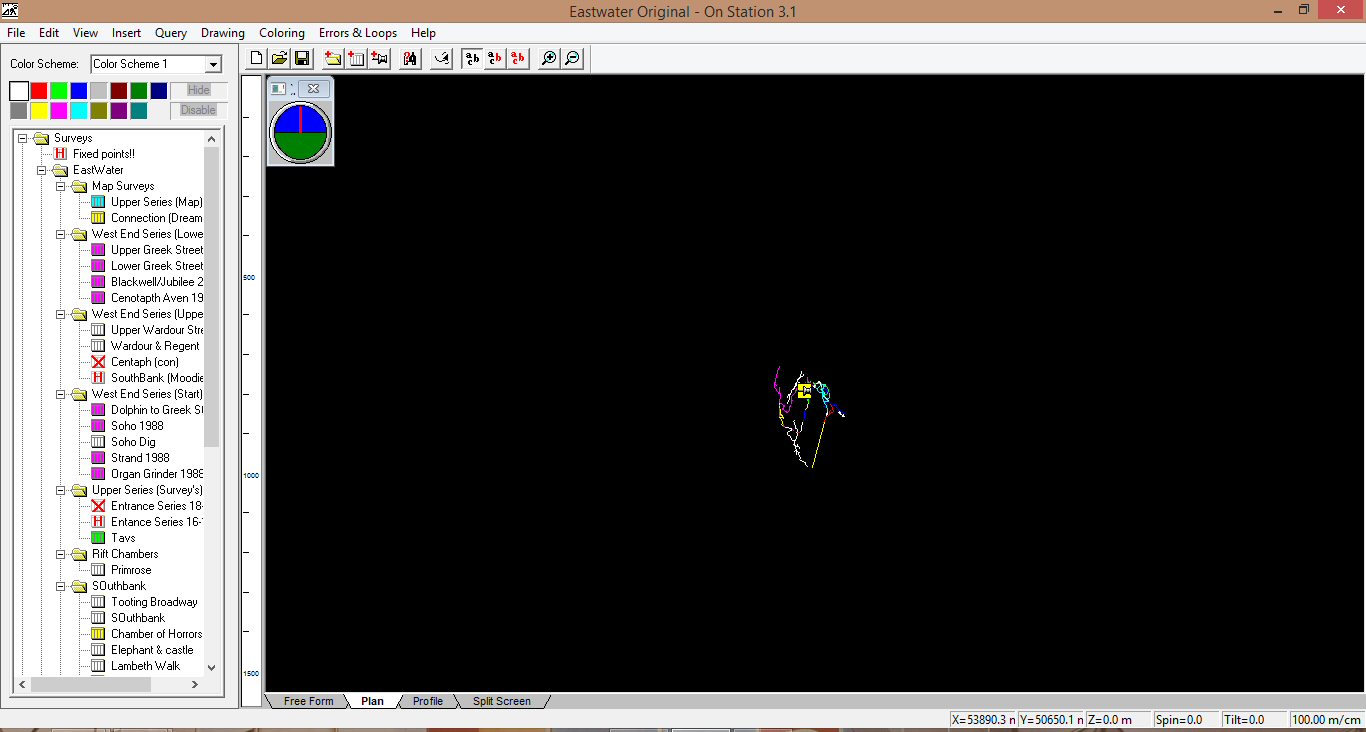 Eastwater Original - On Station 3.1
File Edit View Insert Query Drawing Coloring Errors & Loops Help
Color Scheme: Color Scheme 1
Hide
Disable
Surveys
Fixed points!!
EastWater
Map Surveys
Upper Series (Map)
Connection (Dream
West End Series (Lowe
Upper Greek Street
Lower Greek Street
Blackwell/Jubilee 2
Cenotapth Aven 19
West End Series (Uppe
Upper Wardour Stre
Wardour & Regent
Centaph (con)
SouthBank (Moodie
West End Series (Start)
Dolphin to Greek St
Soho 1988
Soho Dig
Strand 1988
Organ Grinder 1988
Upper Series (Survey's)
Entrance Series 18-
Entance Series 16-
Tavs
Rift Chambers
Primrose
SOuthbank
Tooting Broadway
SOuthbank
Chamber of Horrors
Elephant & castle
Lambeth Walk
500
1000
1500
Free Form Plan Profile Split Screen
X=53890.3 n Y=50650.1 n Z=0.0 m Spin=0.0 Tilt=0.0 100.00 m/cm